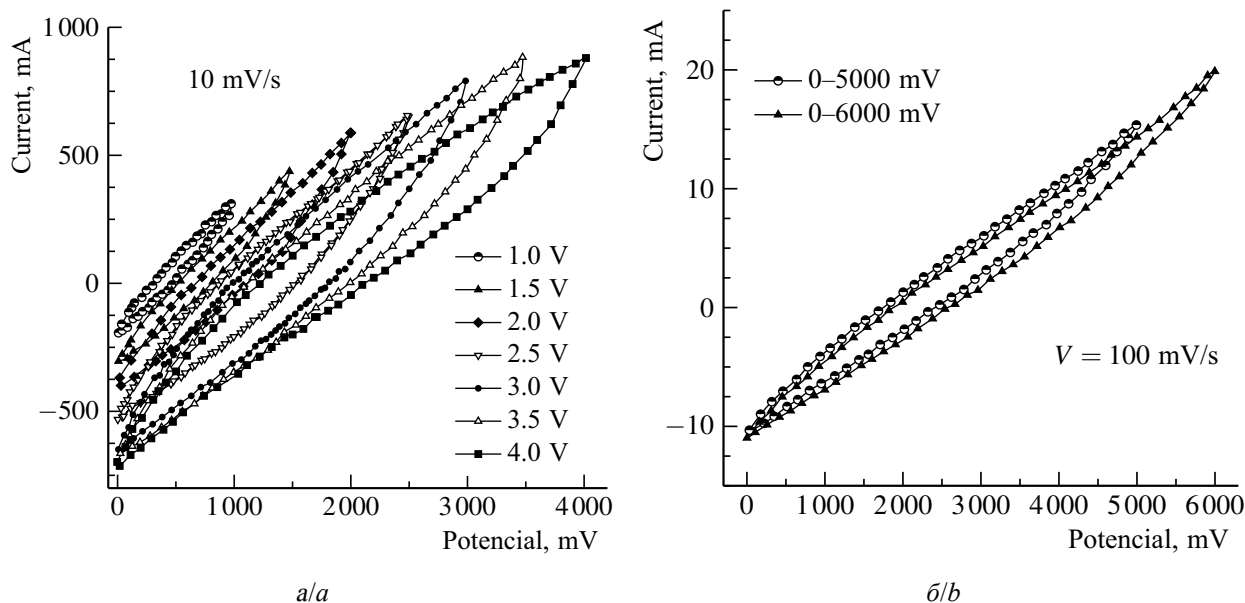 Current, mA
1000
500
0
−500
10 mV/s
1.0 V
1.5 V
2.0 V
2.5 V
3.0 V
3.5 V
4.0 V
0 1000 2000 3000 4000
Potencial, mV
а/a
Current, mA
20
10
0
−10
0–5000 mV
0–6000 mV
V = 100 mV/s
0 1000 2000 3000 4000 5000 6000
Potencial, mV
б/b